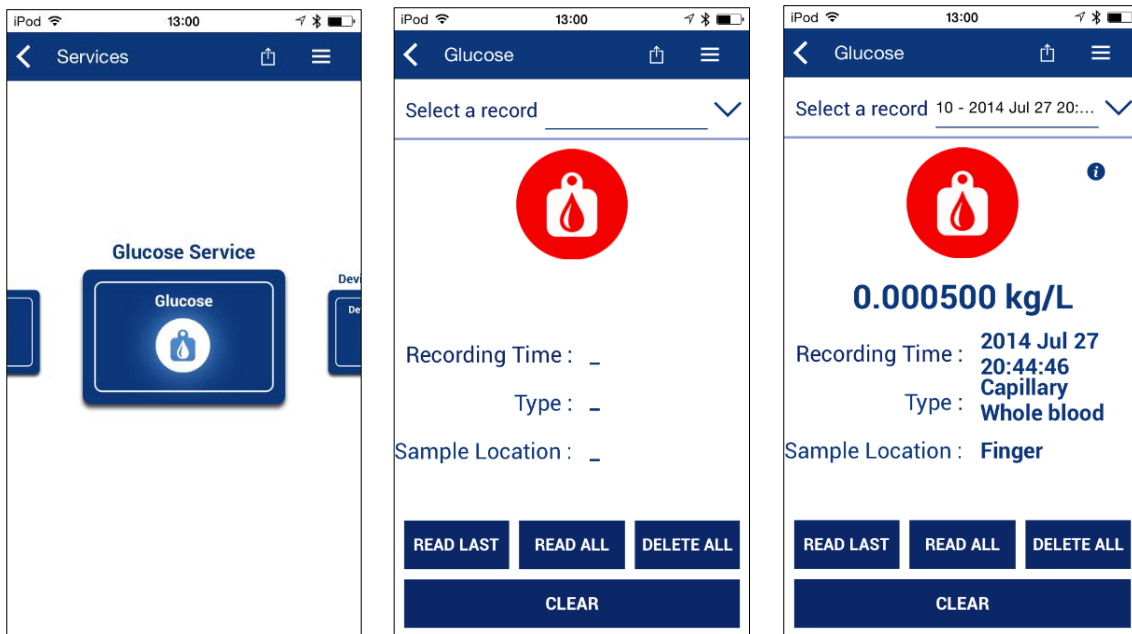 iPod 13:00
Services
Glucose Service
Glucose
Devi
De
iPod 13:00
Glucose
Select a record
Recording Time : _
Type : _
Sample Location : _
READ LAST READ ALL DELETE ALL
CLEAR
iPod 13:00
Glucose
Select a record 10 - 2014 Jul 27 20:...
i
0.000500 kg/L
Recording Time : 2014 Jul 27
20:44:46
Type : Capillary
Whole blood
Sample Location : Finger
READ LAST READ ALL DELETE ALL
CLEAR